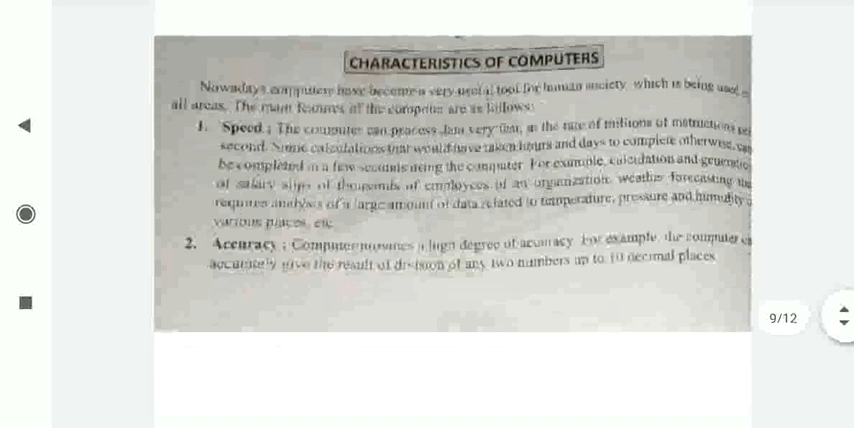 CHARACTERISTICS OF COMPUTERS
Nowadays computers have become a very useful tool for human society, which is being used
all areas. The main features of the computer are as follows:
1. Speed : The computer can process data very fast, at the rate of millions of instructions per
second. Some calculations that would have taken hours and days to complete otherwise, can
be completed in a few seconds using the computer. For example, calculation and
of salary slips of thousands of employees of an organization, weather forecasting
requires analysis of a large amount of data related to temperature, pressure and humidity
various places, etc.
2. Accuracy : Computer provides a high degree of accuracy. For example, the computer
accurately give the result of division of any two numbers up to 10 decimal places.
9/12